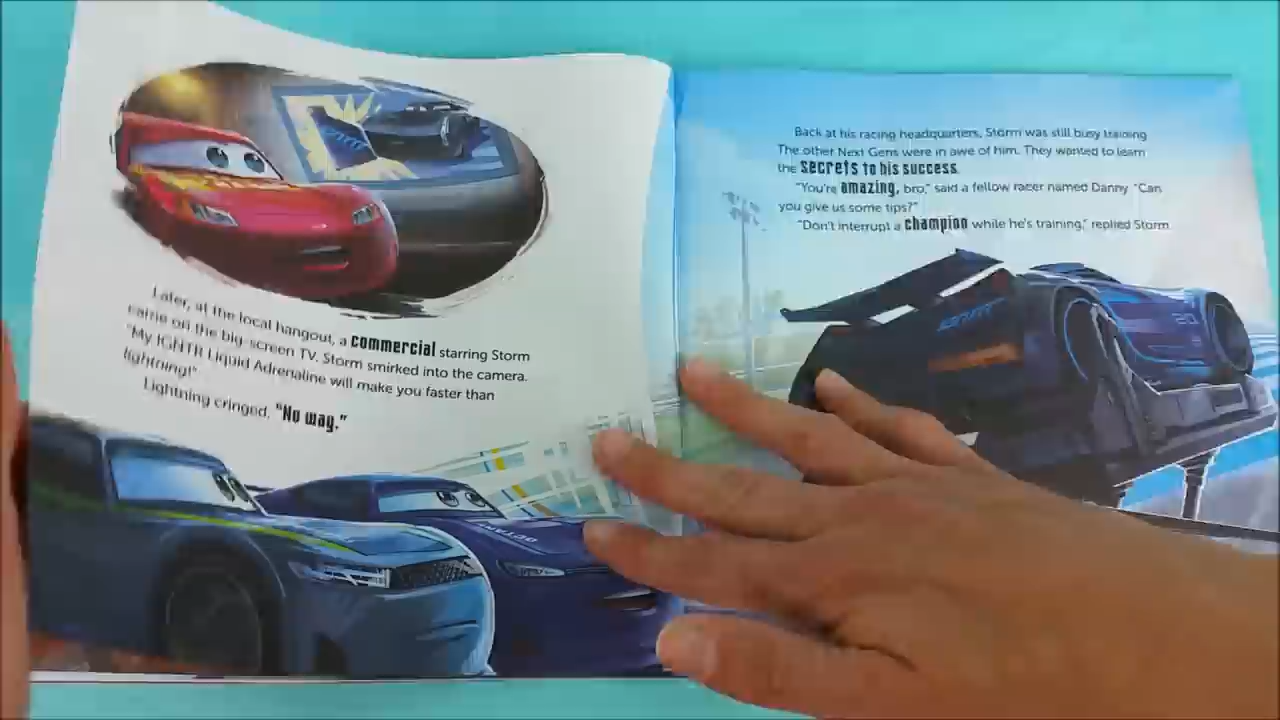 Later, at the local hangout, a commercial starring Storm
came on the big-screen TV. Storm smirked into the camera.
"My IGNTR Liquid Adrenaline will make you faster than
lightning!"
Lightning cringed. "No way."
OCTANE
Back at his racing headquarters, Storm was still busy training
The other Next Gens were in awe of him. They wanted to learn
the secrets to his success.
"You're amazing, bro," said a fellow racer named Danny. "Can
you give us some tips?"
"Don't interrupt a champion while he's training," replied Storm.
IGNTR
20